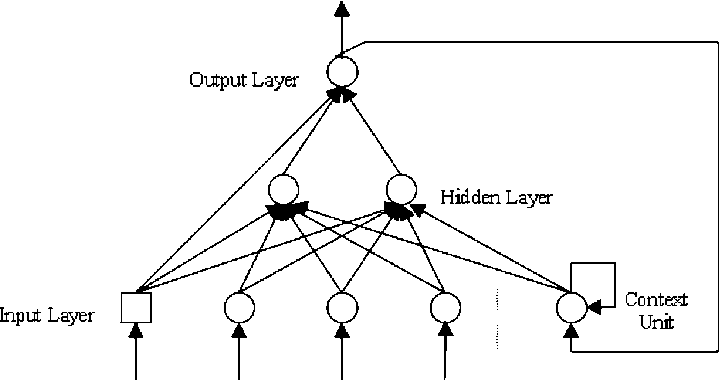 Output Layer
Hidden Layer
Input Layer
Context
Unit